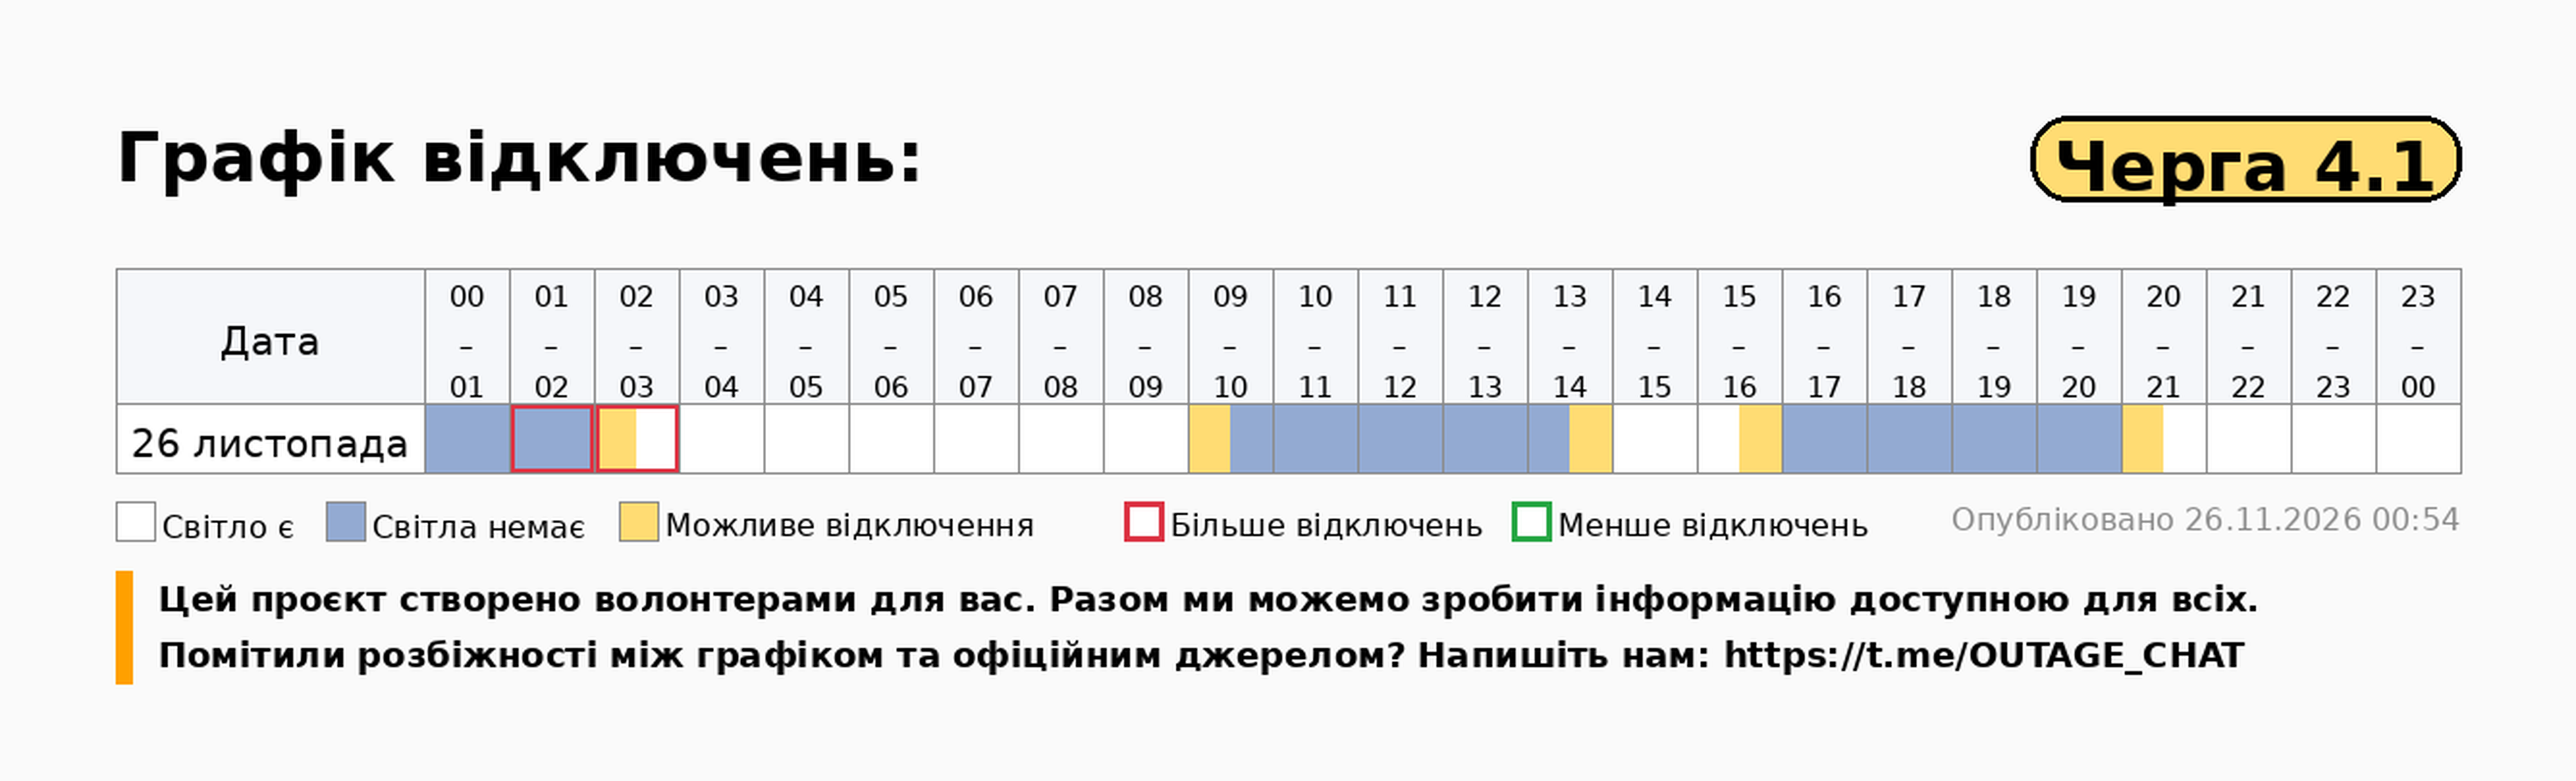 Графік відключень:
Черга 4.1
Дата 00 – 01 01 – 02 02 – 03 03 – 04 04 – 05 05 – 06 06 – 07 07 – 08 08 – 09 09 – 10 10 – 11 11 – 12 12 – 13 13 – 14 14 – 15 15 – 16 16 – 17 17 – 18 18 – 19 19 – 20 20 – 21 21 – 22 22 – 23 23 – 00
26 листопада
Світло є Світла немає Можливе відключення Більше відключень Менше відключень Опубліковано 26.11.2026 00:54
Цей проєкт створено волонтерами для вас. Разом ми можемо зробити інформацію доступною для всіх.
Помітили розбіжності між графіком та офіційним джерелом? Напишіть нам: https://t.me/OUTAGE_CHAT